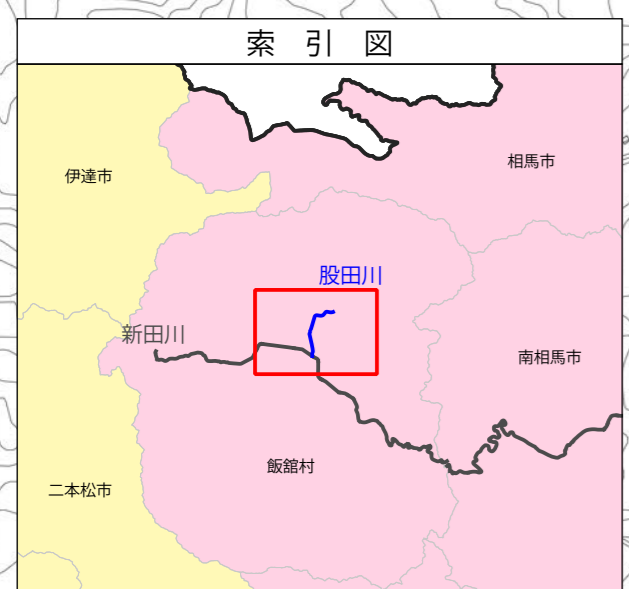 索引図
伊達市
相馬市
股田川
新田川
南相馬市
飯舘村
二本松市